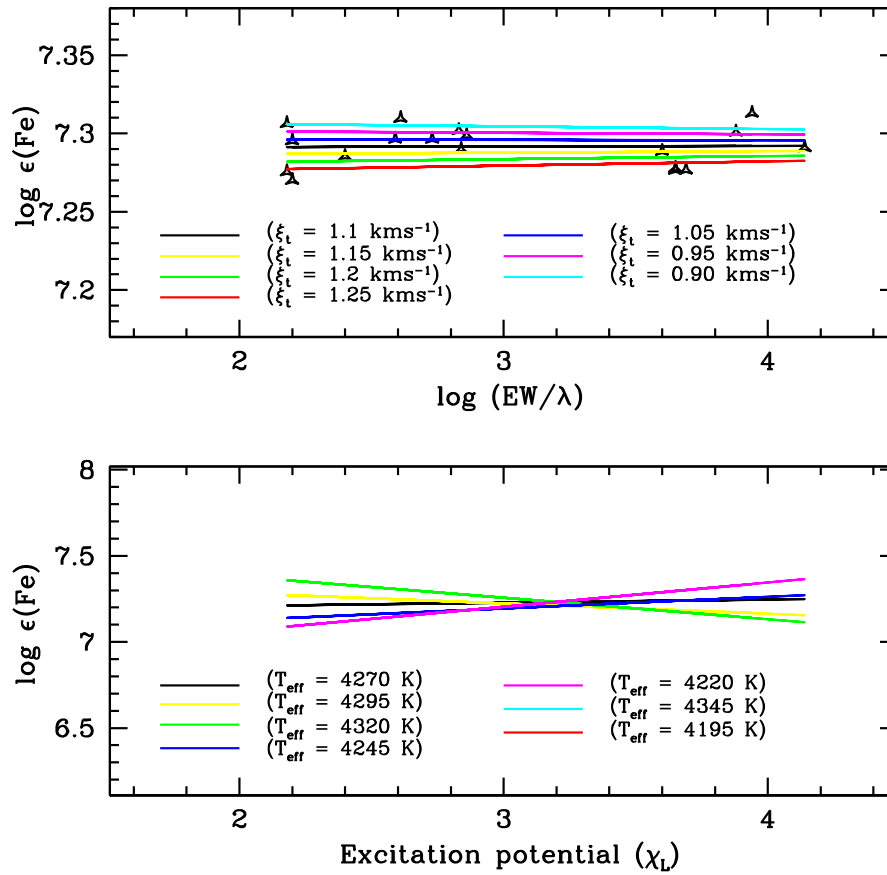 7.35
7.3
7.25
7.2
log ϵ(Fe)
(ξt = 1.1 kms⁻¹)
(ξt = 1.15 kms⁻¹)
(ξt = 1.2 kms⁻¹)
(ξt = 1.25 kms⁻¹)
(ξt = 1.05 kms⁻¹)
(ξt = 0.95 kms⁻¹)
(ξt = 0.90 kms⁻¹)
2 3 4
log (EW/λ)
8
7.5
7
6.5
log ϵ(Fe)
(Teff = 4270 K)
(Teff = 4295 K)
(Teff = 4320 K)
(Teff = 4245 K)
(Teff = 4220 K)
(Teff = 4345 K)
(Teff = 4195 K)
2 3 4
Excitation potential (χL)